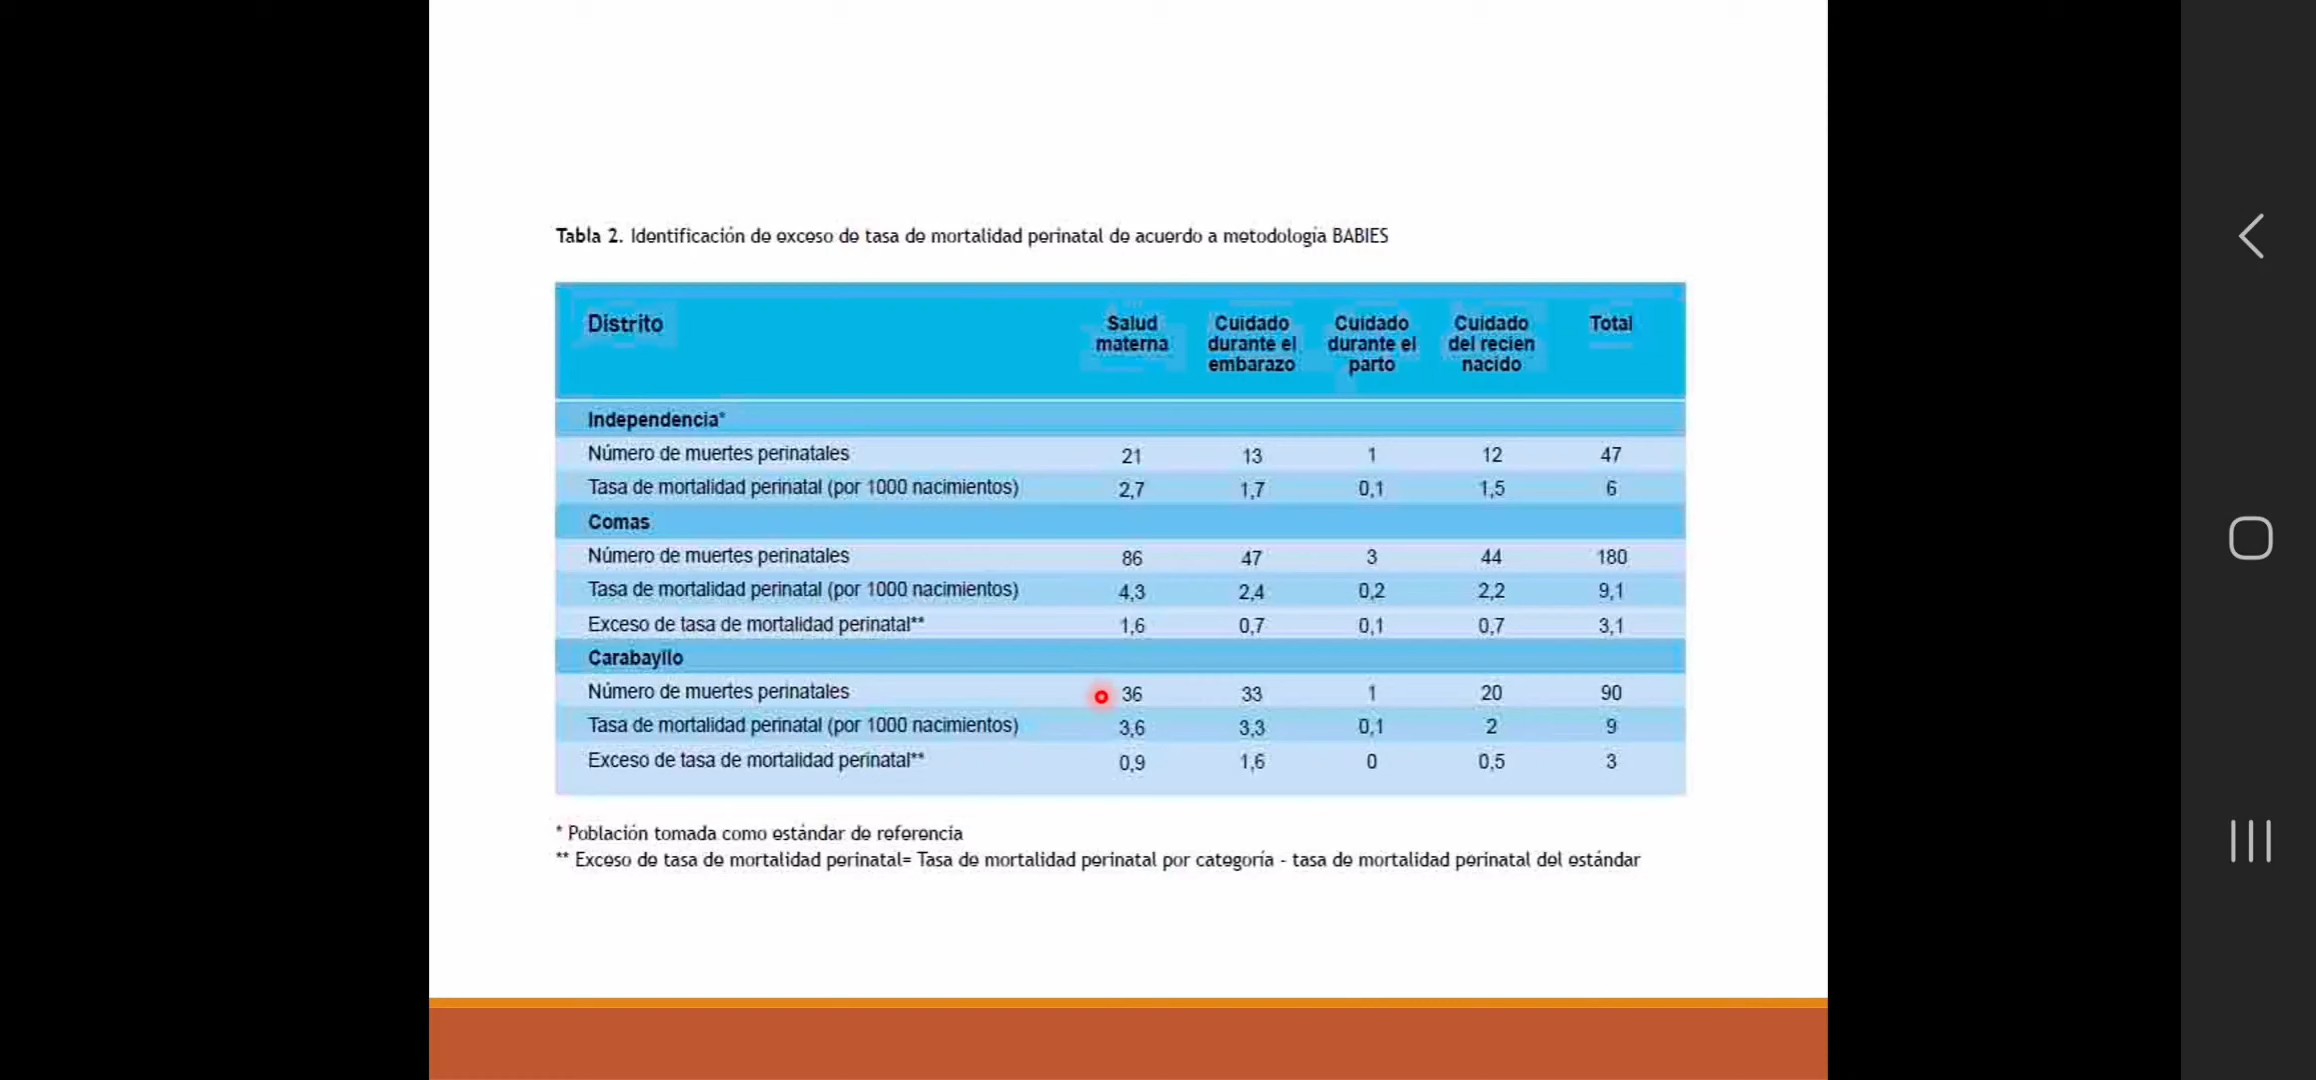 Tabla 2. Identificación de exceso de tasa de mortalidad perinatal de acuerdo a metodología BABIES
Distrito Salud materna Cuidado durante el embarazo Cuidado durante el parto Cuidado del recien nacido Total
Independencia*
Número de muertes perinatales 21 13 1 12 47
Tasa de mortalidad perinatal (por 1000 nacimientos) 2,7 1,7 0,1 1,5 6
Comas
Número de muertes perinatales 86 47 3 44 180
Tasa de mortalidad perinatal (por 1000 nacimientos) 4,3 2,4 0,2 2,2 9,1
Exceso de tasa de mortalidad perinatal** 1,6 0,7 0,1 0,7 3,1
Carabayllo
Número de muertes perinatales 36 33 1 20 90
Tasa de mortalidad perinatal (por 1000 nacimientos) 3,6 3,3 0,1 2 9
Exceso de tasa de mortalidad perinatal** 0,9 1,6 0 0,5 3
* Población tomada como estándar de referencia
** Exceso de tasa de mortalidad perinatal= Tasa de mortalidad perinatal por categoría - tasa de mortalidad perinatal del estándar